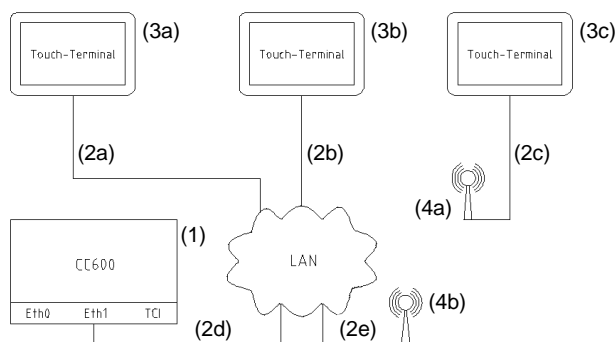 (3a) (3b) (3c)
Touch-Terminal Touch-Terminal Touch-Terminal
(2a) (2b) (2c)
(4a)
(1)
CC600 LAN
(4b)
Eth0 Eth1 TCI
(2d) (2e)